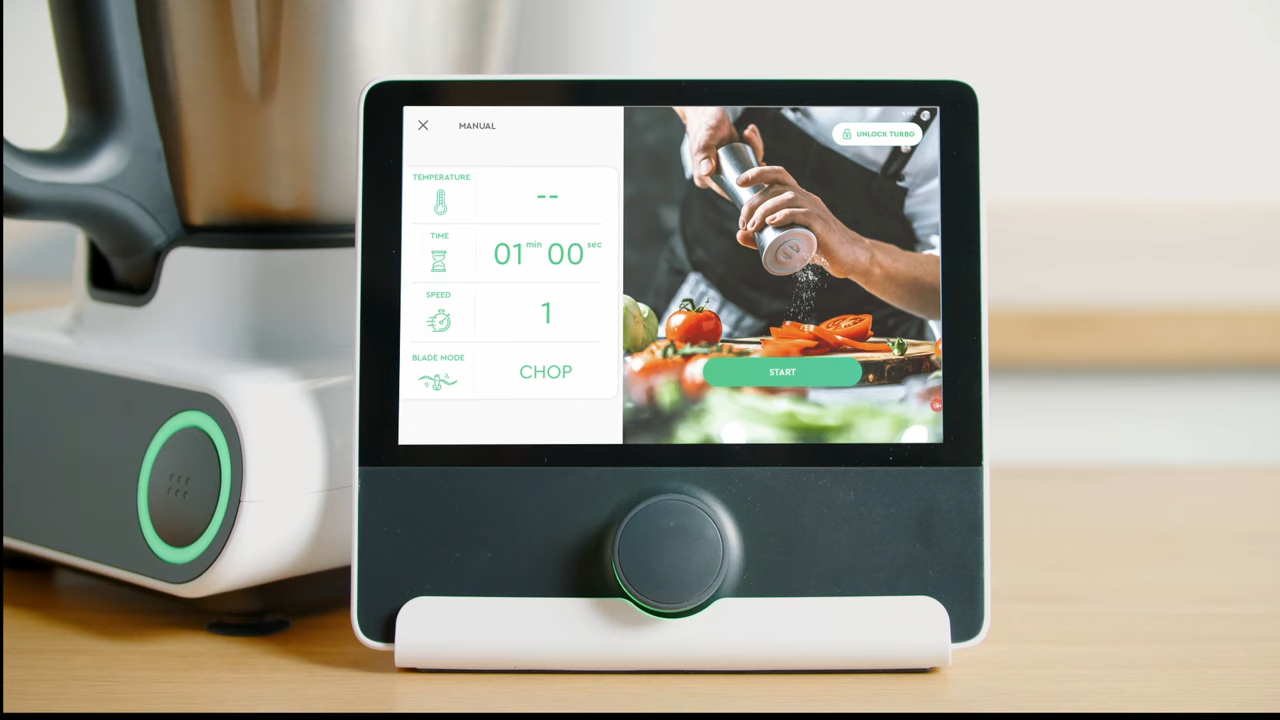 MANUAL
UNLOCK TURBO
TEMPERATURE
--
TIME
01 min 00 sec
SPEED
1
BLADE MODE
CHOP
START